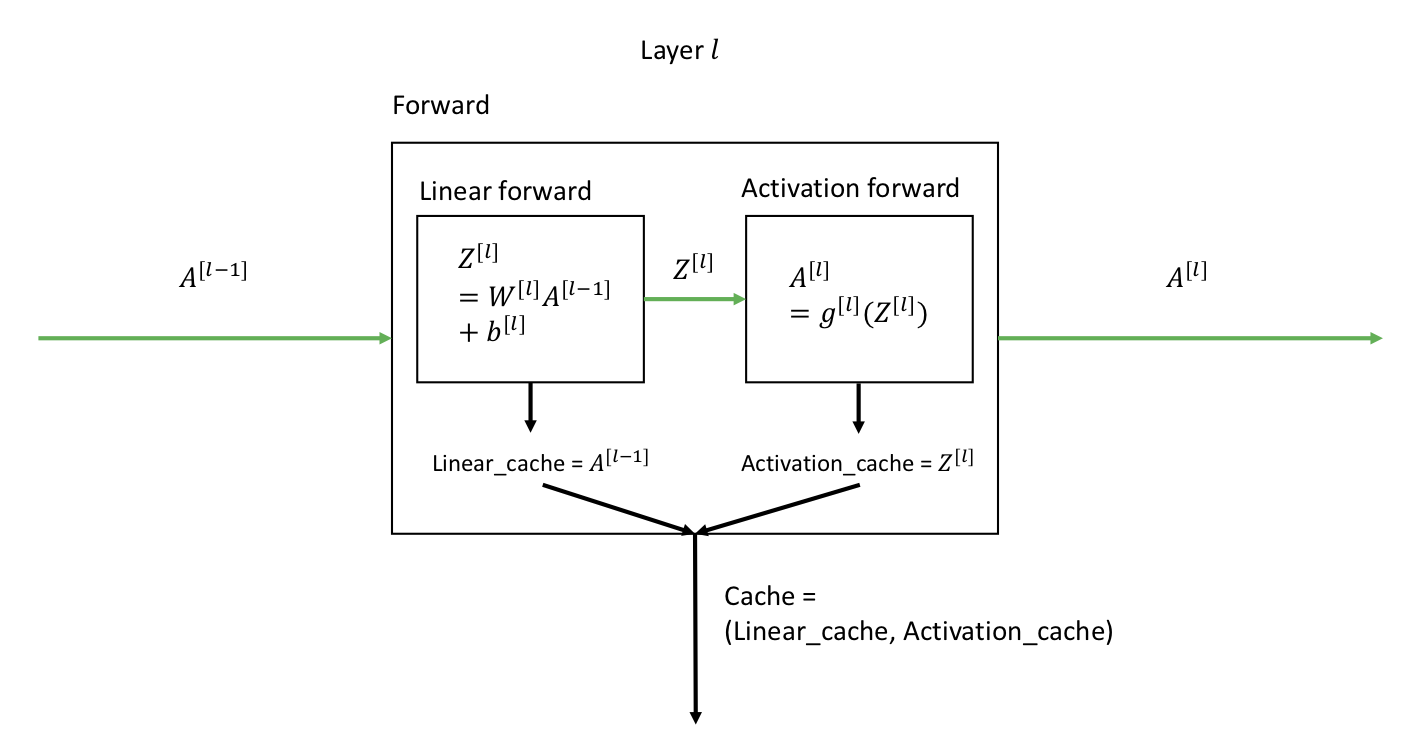 Layer 𝑙
Forward
Linear forward
Activation forward
𝑍^[𝑙]
= 𝑊^[𝑙]𝐴^[𝑙−1]
+ 𝑏^[𝑙]
𝑍^[𝑙]
𝐴^[𝑙]
= 𝑔^[𝑙](𝑍^[𝑙])
𝐴^[𝑙−1]
𝐴^[𝑙]
Linear_cache = 𝐴^[𝑙−1]
Activation_cache = 𝑍^[𝑙]
Cache =
(Linear_cache, Activation_cache)